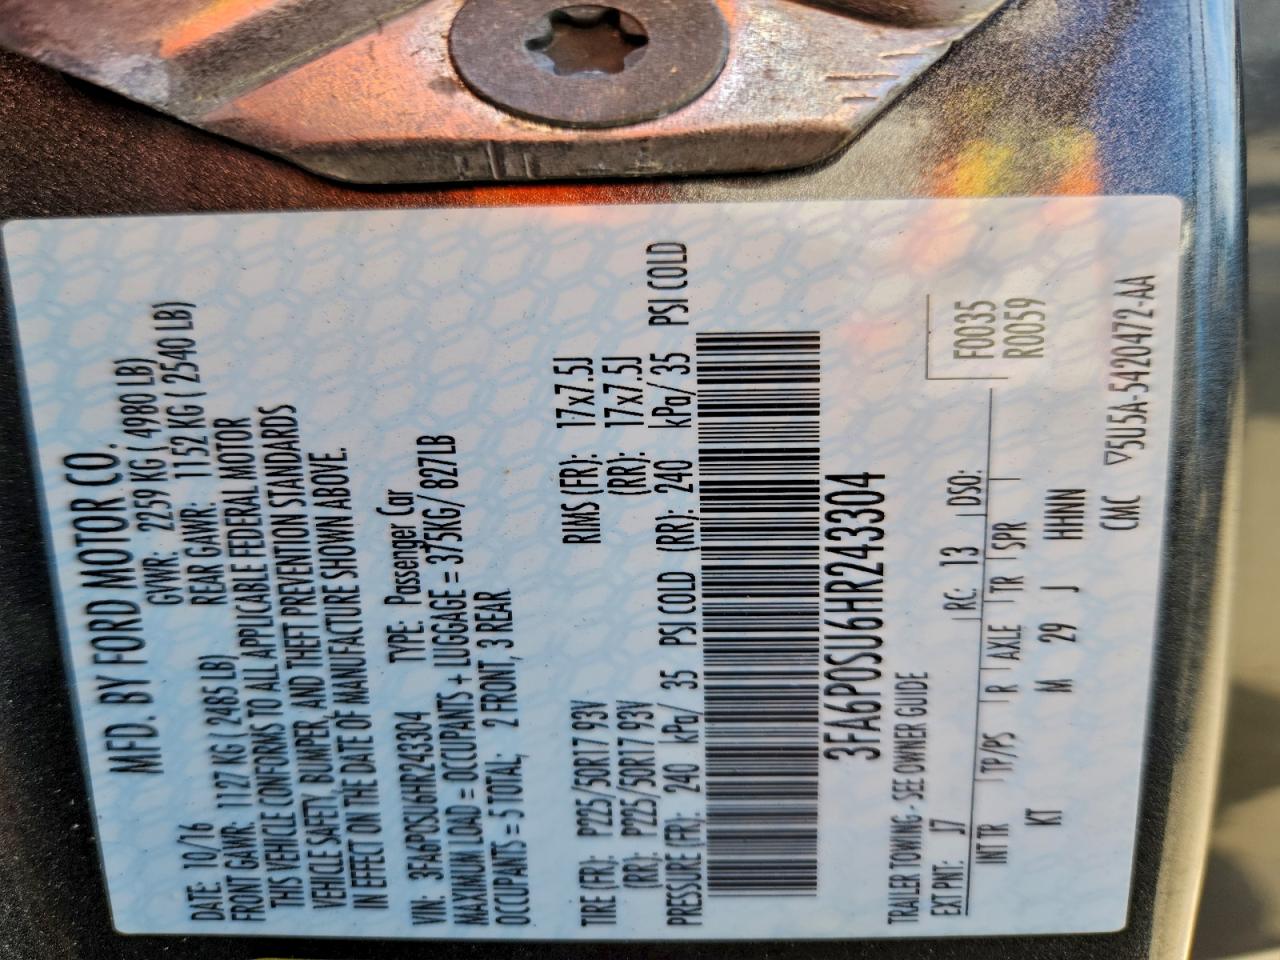 MFD. BY FORD MOTOR CO.
DATE: 10/16 GVWR: 2259 KG ( 4980 LB)
FRONT GAWR: 1127 KG ( 2485 LB) REAR GAWR: 1152 KG ( 2540 LB)
THIS VEHICLE CONFORMS TO ALL APPLICABLE FEDERAL MOTOR
VEHICLE SAFETY, BUMPER, AND THEFT PREVENTION STANDARDS
IN EFFECT ON THE DATE OF MANUFACTURE SHOWN ABOVE.
VIN: 3FA6P0SU6HR243304 TYPE: Passenger Car
MAXIMUM LOAD = OCCUPANTS + LUGGAGE = 375KG/ 827LB
OCCUPANTS = 5 TOTAL; 2 FRONT, 3 REAR
TIRE (FR): P225/50R17 93V RIMS (FR): 17x7.5J
(RR): P225/50R17 93V (RR): 17x7.5J
PRESSURE (FR): 240 kPa/ 35 PSI COLD (RR): 240 kPa/ 35 PSI COLD
3FA6P0SU6HR243304
TRAILER TOWING - SEE OWNER GUIDE
EXT PNT: J7 RC: 13 DSO: F0035
R0059
INT TR TP/PS R AXLE TR SPR
KT M 29 J HHNN
CMC ▽5U5A-5420472-AA